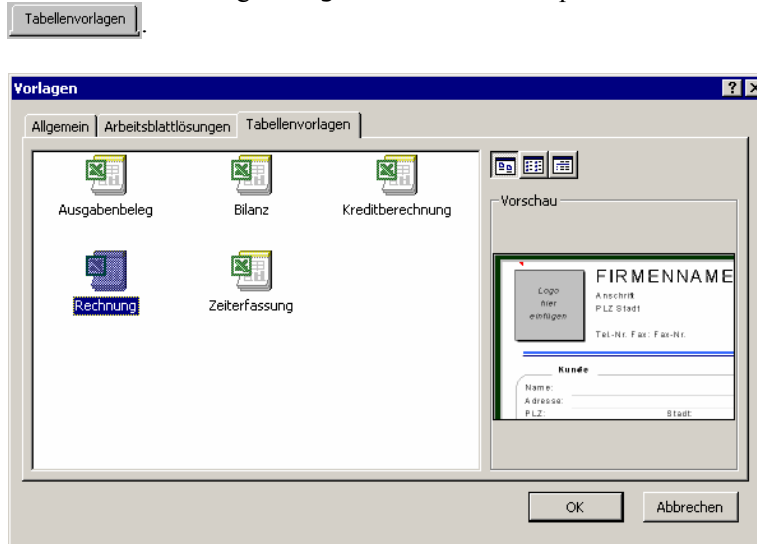 Tabellenvorlagen.
Vorlagen
Allgemein Arbeitsblattlösungen Tabellenvorlagen
Ausgabenbeleg Bilanz Kreditberechnung
Rechnung Zeiterfassung
Vorschau
Logo
hier
einfügen
FIRMENNAME
Anschrift
PLZ Stadt
Tel.-Nr. Fax: Fax-Nr.
Kunde
Name:
Adresse:
PLZ: Stadt:
OK Abbrechen